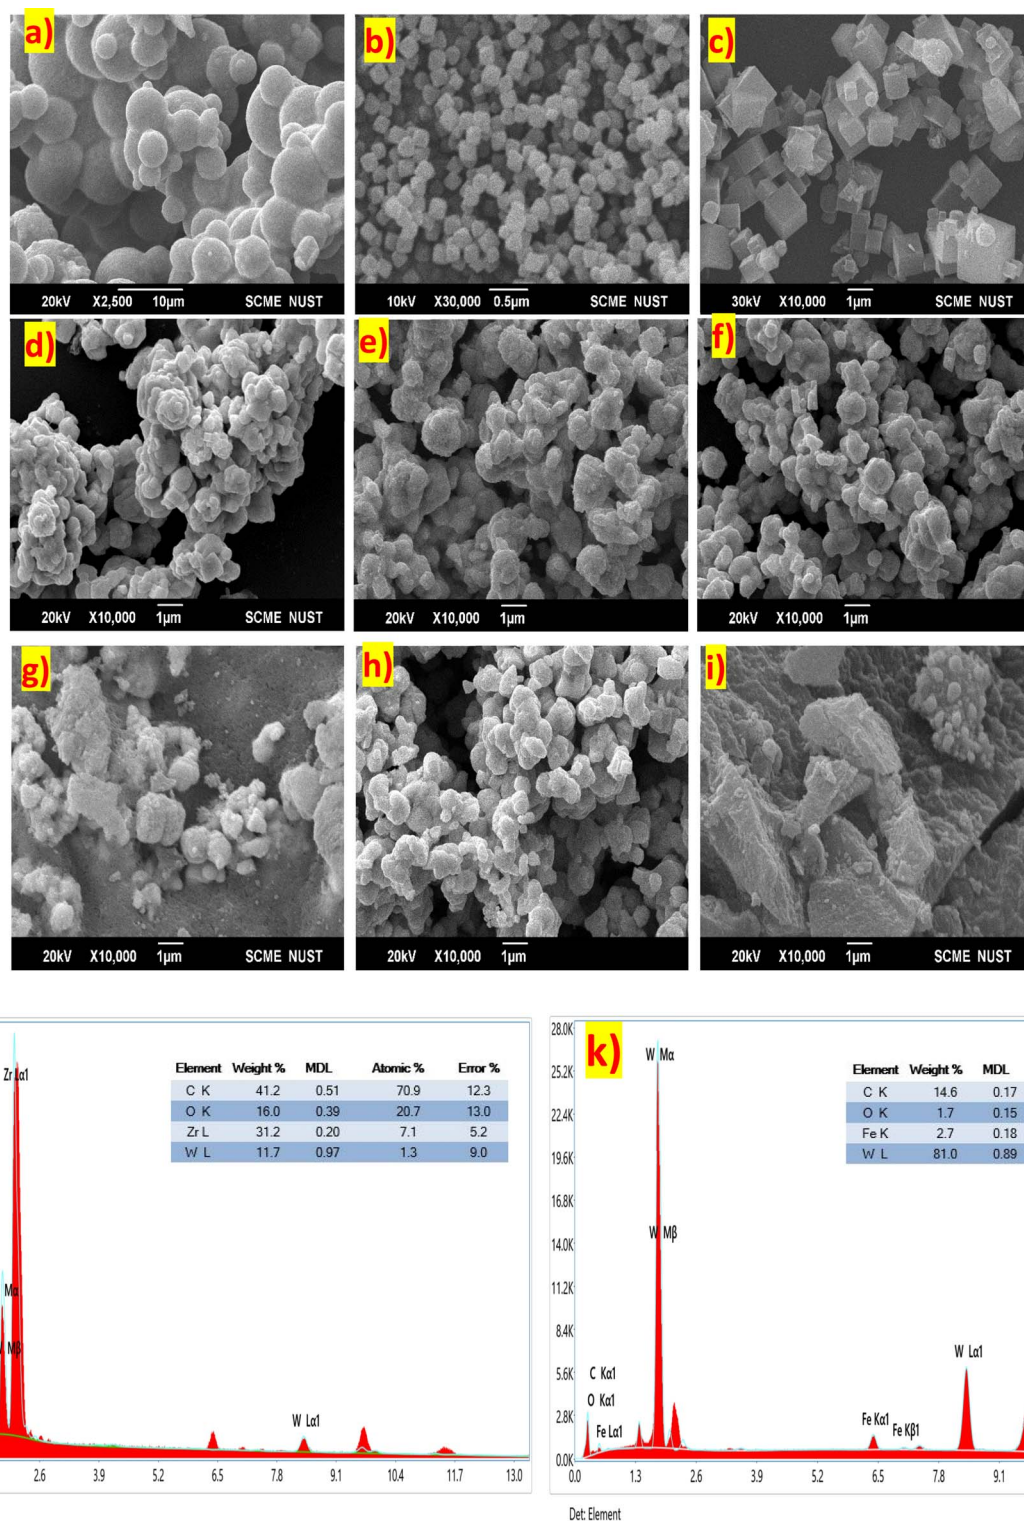 a)
b)
c)
20kV X2,500 10µm SCME NUST
10kV X30,000 0.5µm SCME NUST
30kV X10,000 1µm SCME NUST
d)
e)
f)
20kV X10,000 1µm SCME NUST
20kV X10,000 1µm
20kV X10,000 1µm SCME NUST
g)
h)
i)
20kV X10,000 1µm SCME NUST
20kV X10,000 1µm SCME NUST
20kV X10,000 1µm SCME NUST
Zr Lα1
Element Weight % MDL Atomic % Error %
C K 41.2 0.51 70.9 12.3
O K 16.0 0.39 20.7 13.0
Zr L 31.2 0.20 7.1 5.2
W L 11.7 0.97 1.3 9.0
Mα
Mβ
W Lα1
2.6 3.9 5.2 6.5 7.8 9.1 10.4 11.7 13.0
k)
28.0K
25.2K
22.4K
19.6K
16.8K
14.0K
11.2K
8.4K
5.6K
2.8K
0.0K
W Mα
Element Weight % MDL
C K 14.6 0.17
O K 1.7 0.15
Fe K 2.7 0.18
W L 81.0 0.89
W Mβ
W Lα1
C Kα1
O Kα1
Fe Lα1
Fe Kα1
Fe Kβ1
0.0 1.3 2.6 3.9 5.2 6.5 7.8 9.1
Det: Element